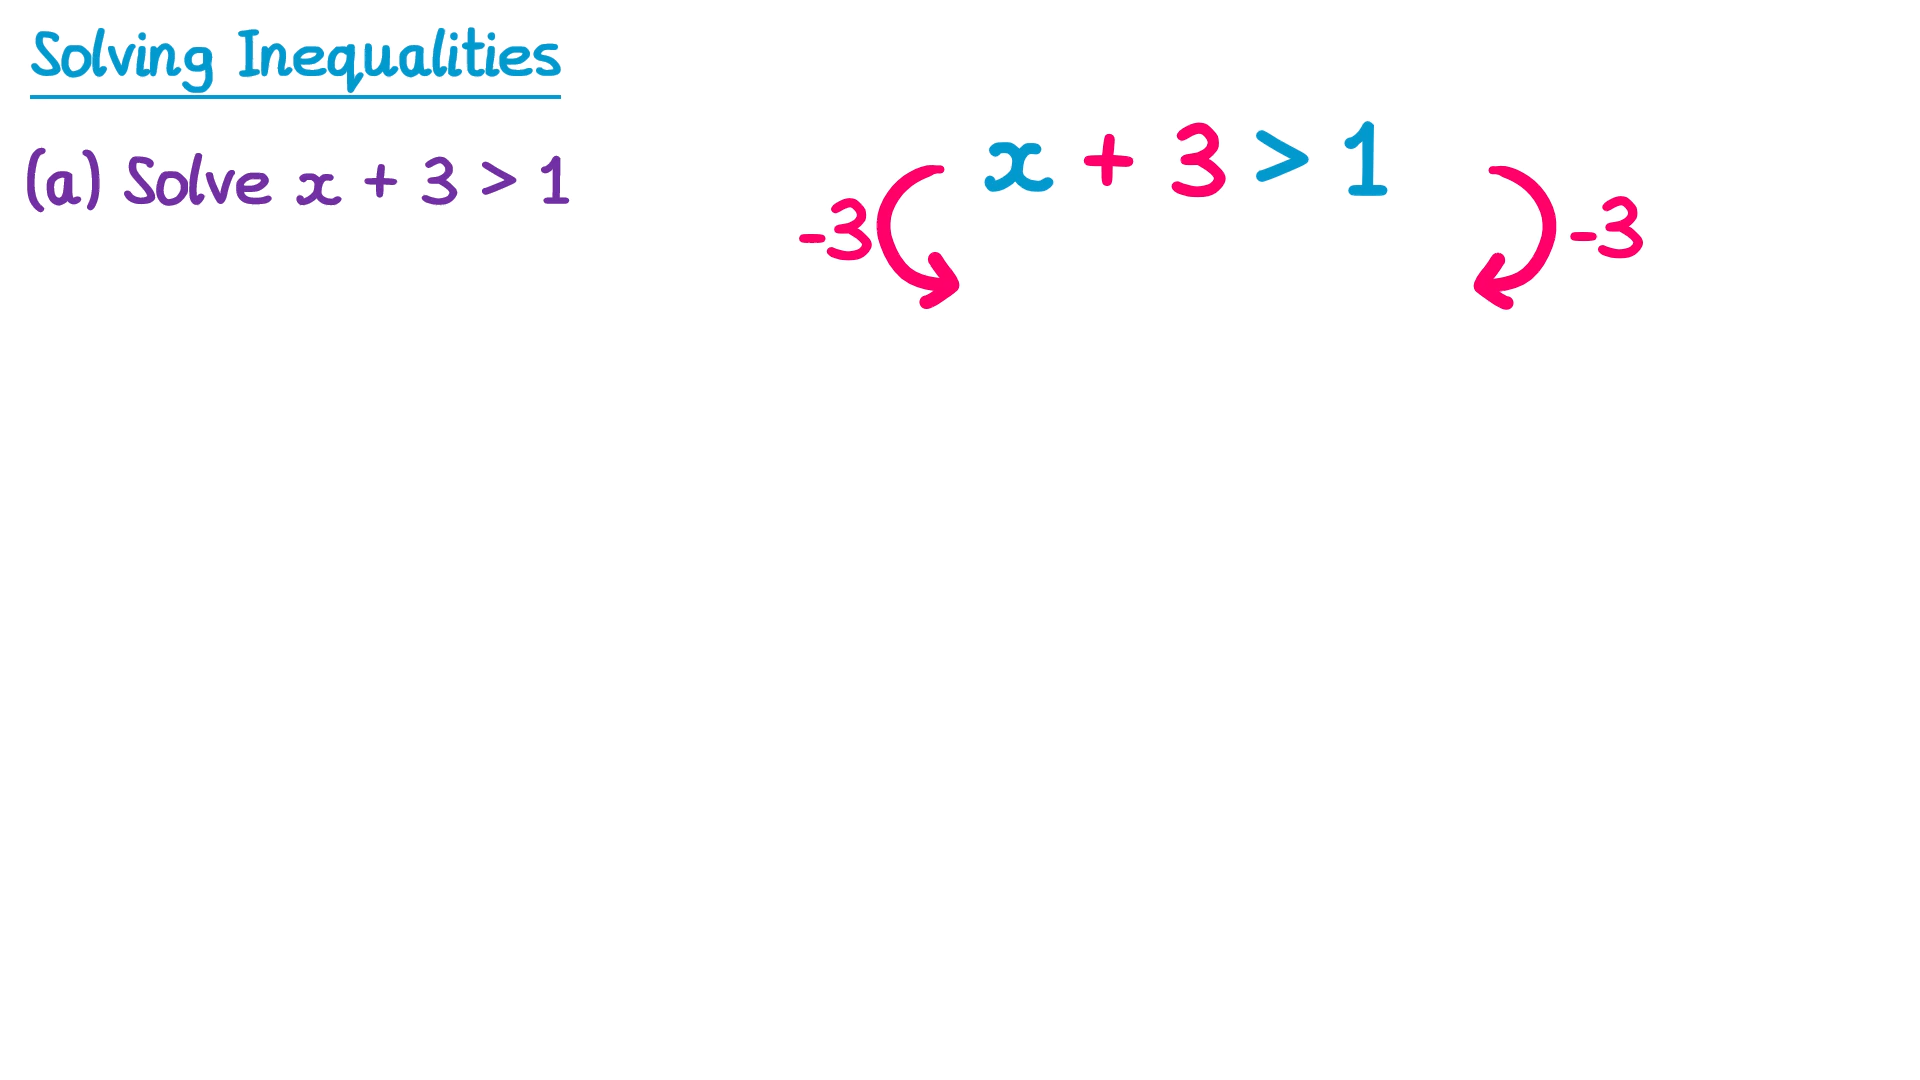 Solving Inequalities
(a) Solve x + 3 > 1
x + 3 > 1
-3 -3